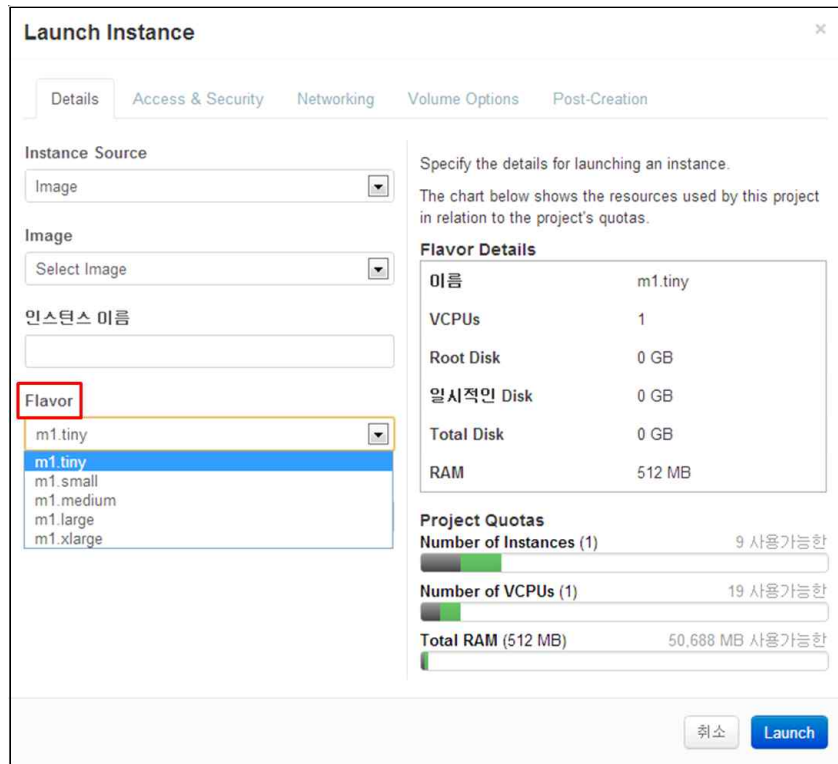 Launch Instance
×
Details Access & Security Networking Volume Options Post-Creation
Instance Source
Image
Image
Select Image
인스턴스 이름
Flavor
m1.tiny
m1.tiny
m1.small
m1.medium
m1.large
m1.xlarge
Specify the details for launching an instance.
The chart below shows the resources used by this project
in relation to the project's quotas.
Flavor Details
이름 m1.tiny
VCPUs 1
Root Disk 0 GB
일시적인 Disk 0 GB
Total Disk 0 GB
RAM 512 MB
Project Quotas
Number of Instances (1) 9 사용가능한
Number of VCPUs (1) 19 사용가능한
Total RAM (512 MB) 50,688 MB 사용가능한
취소 Launch